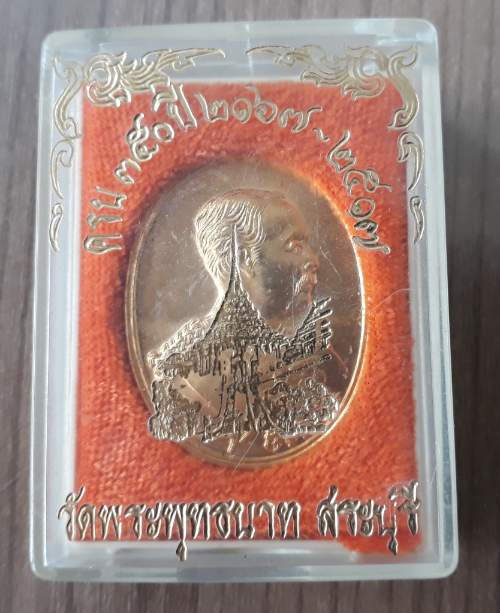 ครบ ๓๕๐ ปี ๒๑๖๗ - ๒๕๑๗
วัดพระพุทธบาท สระบุรี